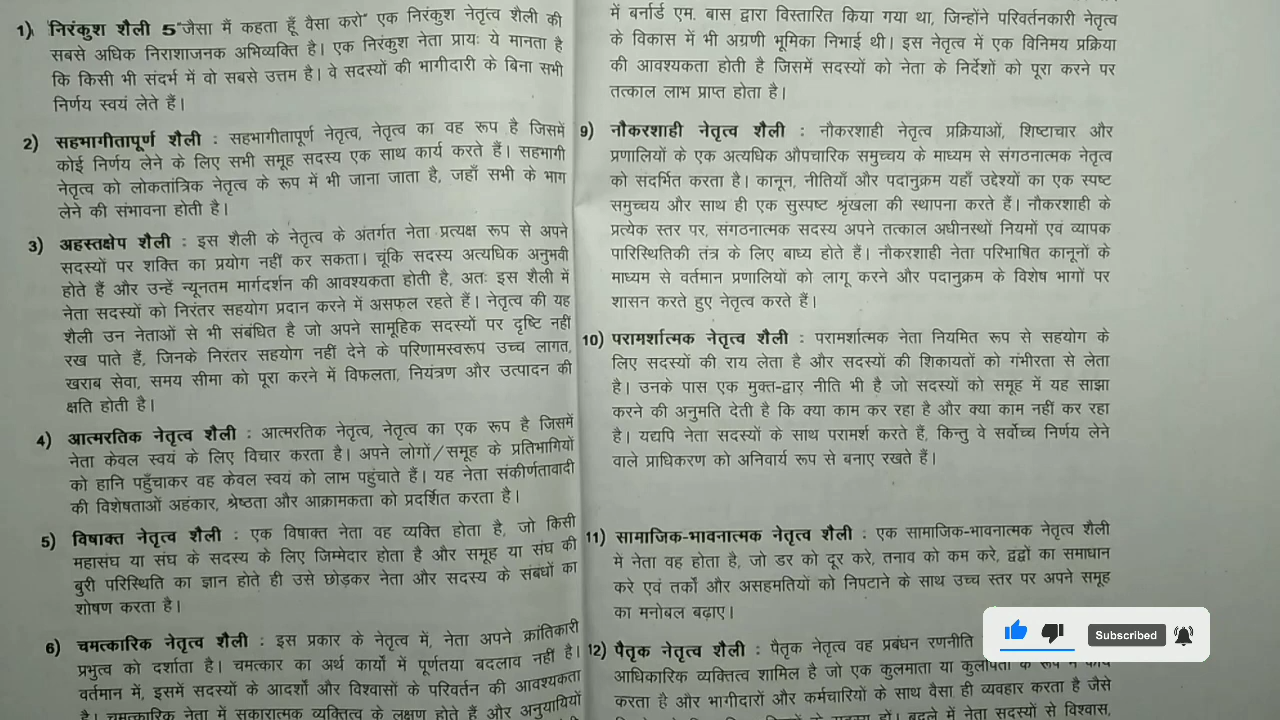 1) निरंकुश शैली 5 "जैसा में कहता हूँ वैसा करो" एक निरंकुश नेतृत्व शैली की
सबसे अधिक निराशाजनक अभिव्यक्ति है। एक निरंकुश नेता प्रायः ये मानता है
कि किसी भी संदर्भ में वो सबसे उत्तम है। वे सदस्यों की भागीदारी के बिना सभी
निर्णय स्वयं लेते हैं।
2) सहभागीतापूर्ण शैली : सहभागीतापूर्ण नेतृत्व, नेतृत्व का वह रूप है जिसमें
कोई निर्णय लेने के लिए सभी समूह सदस्य एक साथ कार्य करते हैं। सहभागी
नेतृत्व को लोकतांत्रिक नेतृत्व के रूप में भी जाना जाता है, जहाँ सभी के भाग
लेने की संभावना होती है।
3) अहस्तक्षेप शैली : इस शैली के नेतृत्व के अंतर्गत नेता प्रत्यक्ष रूप से अपने
सदस्यों पर शक्ति का प्रयोग नहीं कर सकता। चूंकि सदस्य अत्यधिक अनुभवी
होते हैं और उन्हें न्यूनतम मार्गदर्शन की आवश्यकता होती है, अतः इस शैली में
नेता सदस्यों को निरंतर सहयोग प्रदान करने में असफल रहते हैं। नेतृत्व की यह
शैली उन नेताओं से भी संबंधित है जो अपने सामूहिक सदस्यों पर दृष्टि नहीं
रख पाते हैं, जिनके निरंतर सहयोग नहीं देने के परिणामस्वरूप उच्च लागत,
खराब सेवा, समय सीमा को पूरा करने में विफलता, नियंत्रण और उत्पादन की
क्षति होती है।
4) आत्मरतिक नेतृत्व शैली : आत्मरतिक नेतृत्व, नेतृत्व का एक रूप है जिसमें
नेता केवल स्वयं के लिए विचार करता है। अपने लोगों/समूह के प्रतिभागियों
को हानि पहुँचाकर वह केवल स्वयं को लाभ पहुंचाते हैं। यह नेता संकीर्णतावादी
की विशेषताओं अहंकार, श्रेष्ठता और आक्रामकता को प्रदर्शित करता है।
5) विषाक्त नेतृत्व शैली : एक विषाक्त नेता वह व्यक्ति होता है, जो किसी
महासंघ या संघ के सदस्य के लिए जिम्मेदार होता है और समूह या संघ की
बुरी परिस्थिति का ज्ञान होते ही उसे छोड़कर नेता और सदस्य के संबंधों का
शोषण करता है।
6) चमत्कारिक नेतृत्व शैली : इस प्रकार के नेतृत्व में, नेता अपने क्रांतिकारी
प्रभुत्व को दर्शाता है। चमत्कार का अर्थ कार्यों में पूर्णतया बदलाव नहीं है।
वर्तमान में, इसमें सदस्यों के आदर्शों और विश्वासों के परिवर्तन की आवश्यकता
है। चमत्कारिक नेता में सकारात्मक व्यक्तित्व के लक्षण होते हैं और अनुयायियों
में बर्नार्ड एम. बास द्वारा विस्तारित किया गया था, जिन्होंने परिवर्तनकारी नेतृत्व
के विकास में भी अग्रणी भूमिका निभाई थी। इस नेतृत्व में एक विनिमय प्रक्रिया
की आवश्यकता होती है जिसमें सदस्यों को नेता के निर्देशों को पूरा करने पर
तत्काल लाभ प्राप्त होता है।
9) नौकरशाही नेतृत्व शैली : नौकरशाही नेतृत्व प्रक्रियाओं, शिष्टाचार और
प्रणालियों के एक अत्यधिक औपचारिक समुच्चय के माध्यम से संगठनात्मक नेतृत्व
को संदर्भित करता है। कानून, नीतियाँ और पदानुक्रम यहाँ उद्देश्यों का एक स्पष्ट
समुच्चय और साथ ही एक सुस्पष्ट श्रृंखला की स्थापना करते हैं। नौकरशाही के
प्रत्येक स्तर पर, संगठनात्मक सदस्य अपने तत्काल अधीनस्थों नियमों एवं व्यापक
पारिस्थितिकी तंत्र के लिए बाध्य होते हैं। नौकरशाही नेता परिभाषित कानूनों के
माध्यम से वर्तमान प्रणालियों को लागू करने और पदानुक्रम के विशेष भागों पर
शासन करते हुए नेतृत्व करते हैं।
10) परामर्शात्मक नेतृत्व शैली : परामर्शात्मक नेता नियमित रूप से सहयोग के
लिए सदस्यों की राय लेता है और सदस्यों की शिकायतों को गंभीरता से लेता
है। उनके पास एक मुक्त-द्वार नीति भी है जो सदस्यों को समूह में यह साझा
करने की अनुमति देती है कि क्या काम कर रहा है और क्या काम नहीं कर रहा
है। यद्यपि नेता सदस्यों के साथ परामर्श करते हैं, किन्तु वे सर्वोच्च निर्णय लेने
वाले प्राधिकरण को अनिवार्य रूप से बनाए रखते हैं।
11) सामाजिक-भावनात्मक नेतृत्व शैली : एक सामाजिक-भावनात्मक नेतृत्व शैली
में नेता वह होता है, जो डर को दूर करे, तनाव को कम करे, द्वंद्वों का समाधान
करे एवं तर्कों और असहमतियों को निपटाने के साथ उच्च स्तर पर अपने समूह
का मनोबल बढ़ाए।
12) पैतृक नेतृत्व शैली : पैतृक नेतृत्व वह प्रबंधन रणनीति
आधिकारिक व्यक्तित्व शामिल है जो एक कुलमाता या
करता है और भागीदारों और कर्मचारियों के साथ वैसा ही व्यवहार करता है जैसे
बदले में नेता सदस्यों से विश्वास,
Subscribed